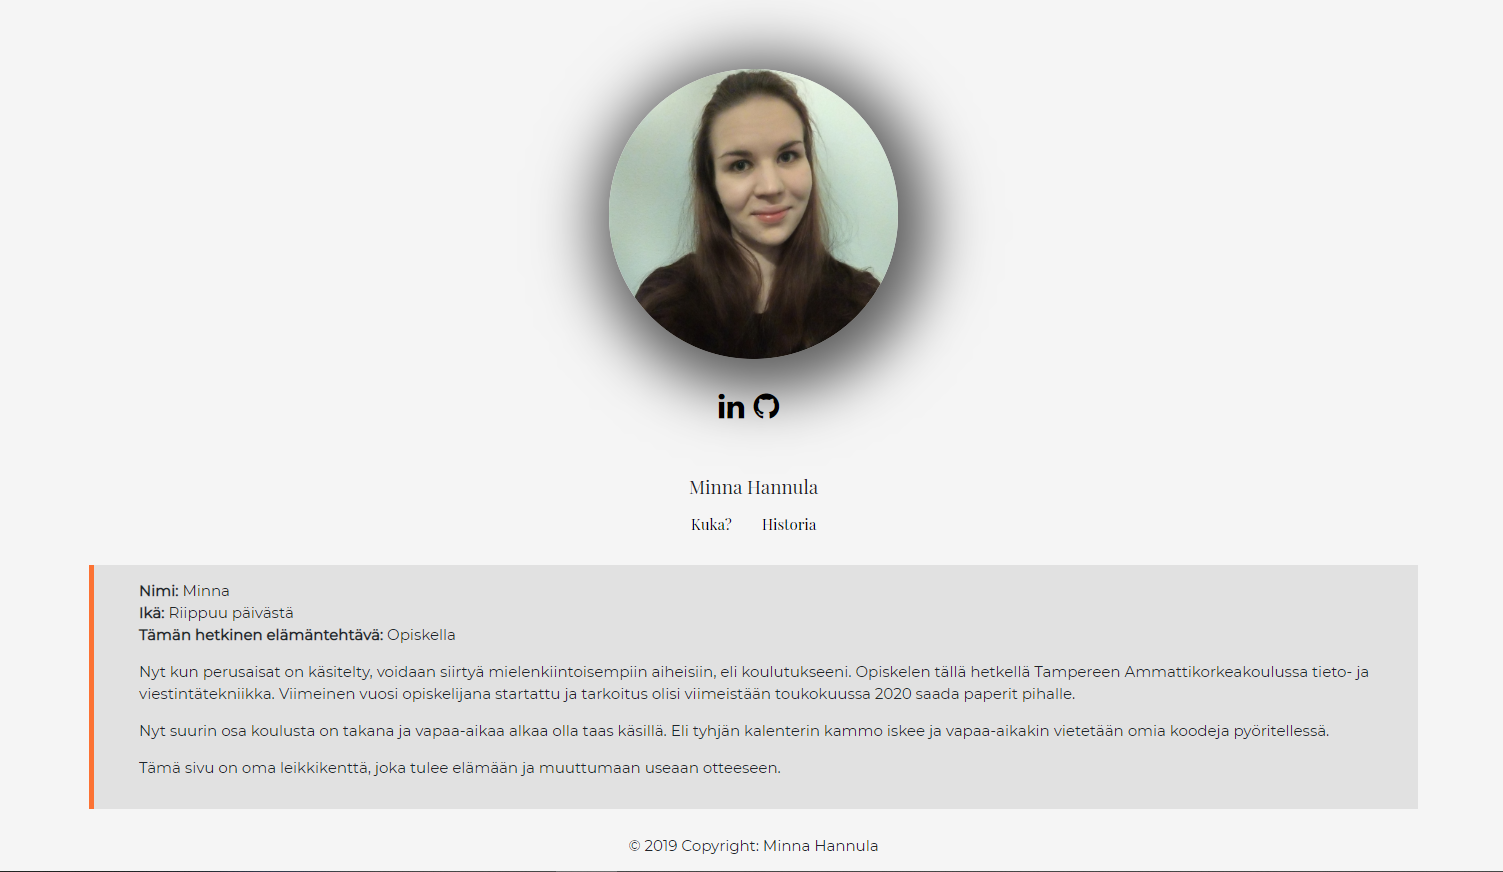 in
Minna Hannula
Kuka? Historia
Nimi: Minna
Ikä: Riippuu päivästä
Tämän hetkinen elämäntehtävä: Opiskella
Nyt kun perusaisat on käsitelty, voidaan siirtyä mielenkiintoisempiin aiheisiin, eli koulutukseeni. Opiskelen tällä hetkellä Tampereen Ammattikorkeakoulussa tieto- ja
viestintätekniikka. Viimeinen vuosi opiskelijana startattu ja tarkoitus olisi viimeistään toukokuussa 2020 saada paperit pihalle.
Nyt suurin osa koulusta on takana ja vapaa-aikaa alkaa olla taas käsillä. Eli tyhjän kalenterin kammo iskee ja vapaa-aikakin vietetään omia koodeja pyöritellessä.
Tämä sivu on oma leikkikenttä, joka tulee elämään ja muuttumaan useaan otteeseen.
© 2019 Copyright: Minna Hannula